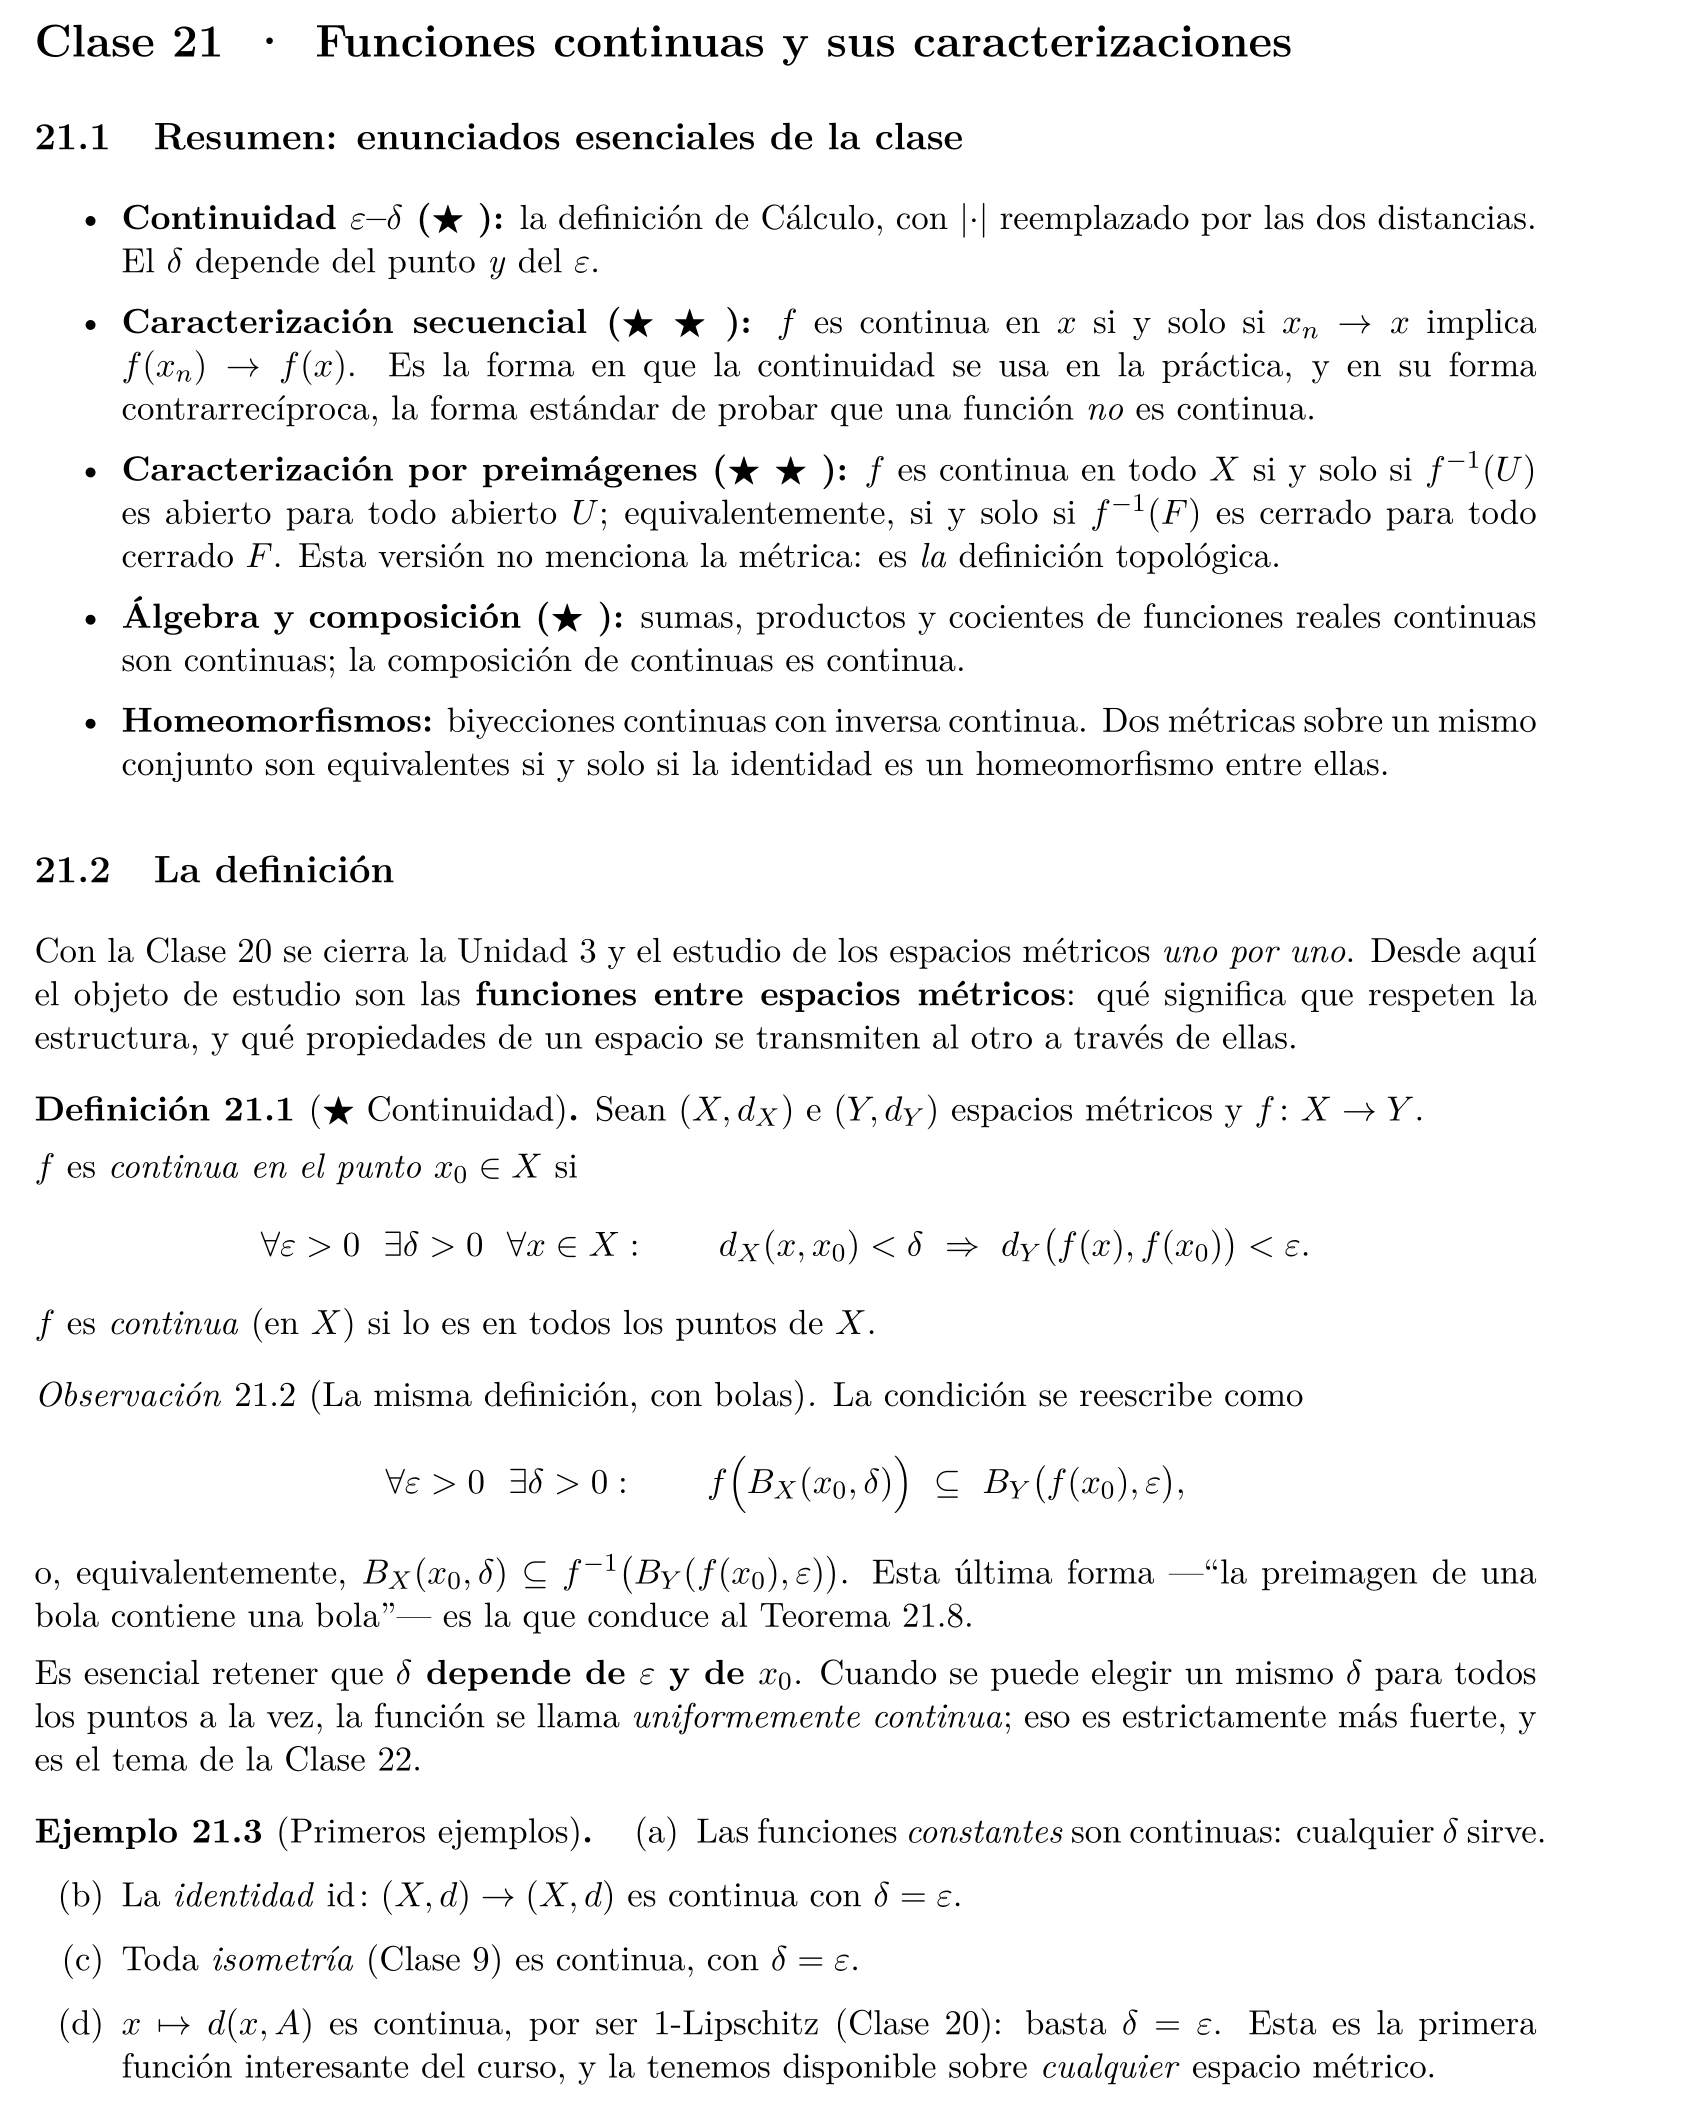 Clase 21 · Funciones continuas y sus caracterizaciones
21.1 Resumen: enunciados esenciales de la clase
• Continuidad ε–δ (★ ): la definición de Cálculo, con |·| reemplazado por las dos distancias.
El δ depende del punto y del ε.
• Caracterización secuencial (★ ★ ): f es continua en x si y solo si xₙ → x implica
f(xₙ) → f(x). Es la forma en que la continuidad se usa en la práctica, y en su forma
contrarrecíproca, la forma estándar de probar que una función no es continua.
• Caracterización por preimágenes (★ ★ ): f es continua en todo X si y solo si f⁻¹(U)
es abierto para todo abierto U; equivalentemente, si y solo si f⁻¹(F) es cerrado para todo
cerrado F. Esta versión no menciona la métrica: es la definición topológica.
• Álgebra y composición (★ ): sumas, productos y cocientes de funciones reales continuas
son continuas; la composición de continuas es continua.
• Homeomorfismos: biyecciones continuas con inversa continua. Dos métricas sobre un mismo
conjunto son equivalentes si y solo si la identidad es un homeomorfismo entre ellas.
21.2 La definición
Con la Clase 20 se cierra la Unidad 3 y el estudio de los espacios métricos uno por uno. Desde aquí
el objeto de estudio son las funciones entre espacios métricos: qué significa que respeten la
estructura, y qué propiedades de un espacio se transmiten al otro a través de ellas.
Definición 21.1 (★ Continuidad). Sean (X, d_X) e (Y, d_Y) espacios métricos y f : X → Y.
f es continua en el punto x₀ ∈ X si
∀ε > 0 ∃δ > 0 ∀x ∈ X : d_X(x, x₀) < δ ⇒ d_Y(f(x), f(x₀)) < ε.
f es continua (en X) si lo es en todos los puntos de X.
Observación 21.2 (La misma definición, con bolas). La condición se reescribe como
∀ε > 0 ∃δ > 0 : f(B_X(x₀, δ)) ⊆ B_Y(f(x₀), ε),
o, equivalentemente, B_X(x₀, δ) ⊆ f⁻¹(B_Y(f(x₀), ε)). Esta última forma —“la preimagen de una
bola contiene una bola”— es la que conduce al Teorema 21.8.
Es esencial retener que δ depende de ε y de x₀. Cuando se puede elegir un mismo δ para todos
los puntos a la vez, la función se llama uniformemente continua; eso es estrictamente más fuerte, y
es el tema de la Clase 22.
Ejemplo 21.3 (Primeros ejemplos). (a) Las funciones constantes son continuas: cualquier δ sirve.
(b) La identidad id : (X, d) → (X, d) es continua con δ = ε.
(c) Toda isometría (Clase 9) es continua, con δ = ε.
(d) x ↦ d(x, A) es continua, por ser 1-Lipschitz (Clase 20): basta δ = ε. Esta es la primera
función interesante del curso, y la tenemos disponible sobre cualquier espacio métrico.